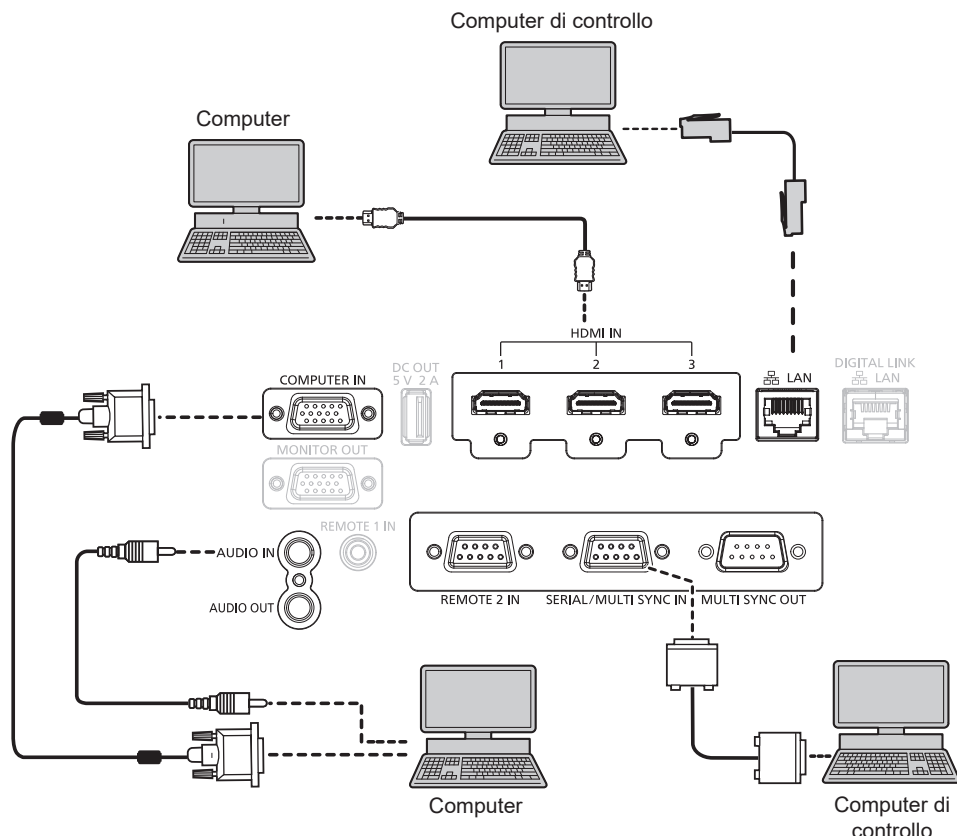 Computer di controllo
Computer
HDMI IN
1 2 3
DC OUT
5 V 2 A
COMPUTER IN
LAN
DIGITAL LINK
LAN
MONITOR OUT
REMOTE 1 IN
AUDIO IN
AUDIO OUT
REMOTE 2 IN
SERIAL/MULTI SYNC IN
MULTI SYNC OUT
Computer
Computer di
controllo